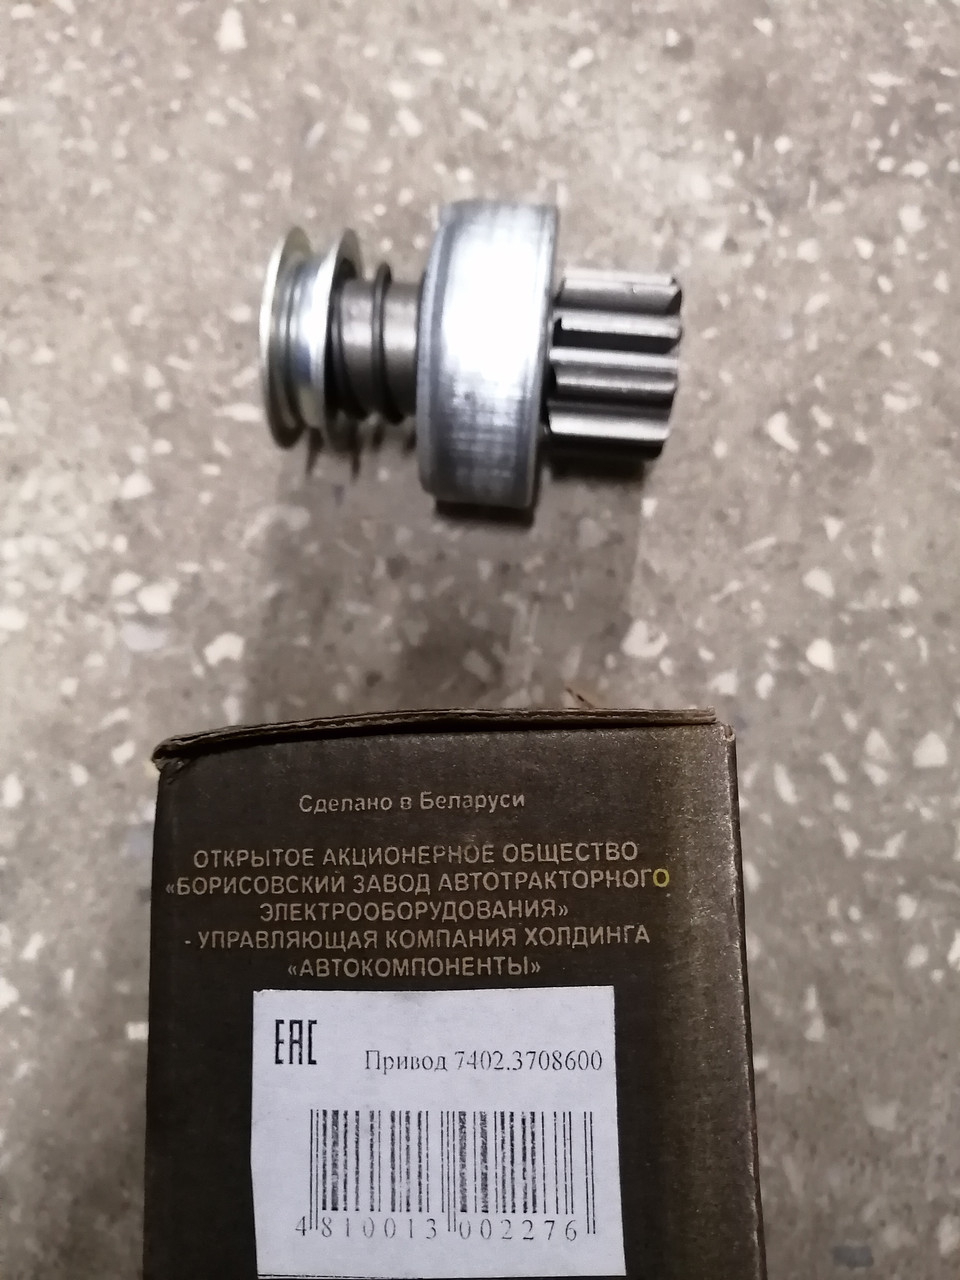 Сделано в Беларуси
ОТКРЫТОЕ АКЦИОНЕРНОЕ ОБЩЕСТВО
«БОРИСОВСКИЙ ЗАВОД АВТОТРАКТОРНОГО
ЭЛЕКТРООБОРУДОВАНИЯ»
- УПРАВЛЯЮЩАЯ КОМПАНИЯ ХОЛДИНГА
«АВТОКОМПОНЕНТЫ»
EAC
Привод 7402.3708600
4 810013 002276